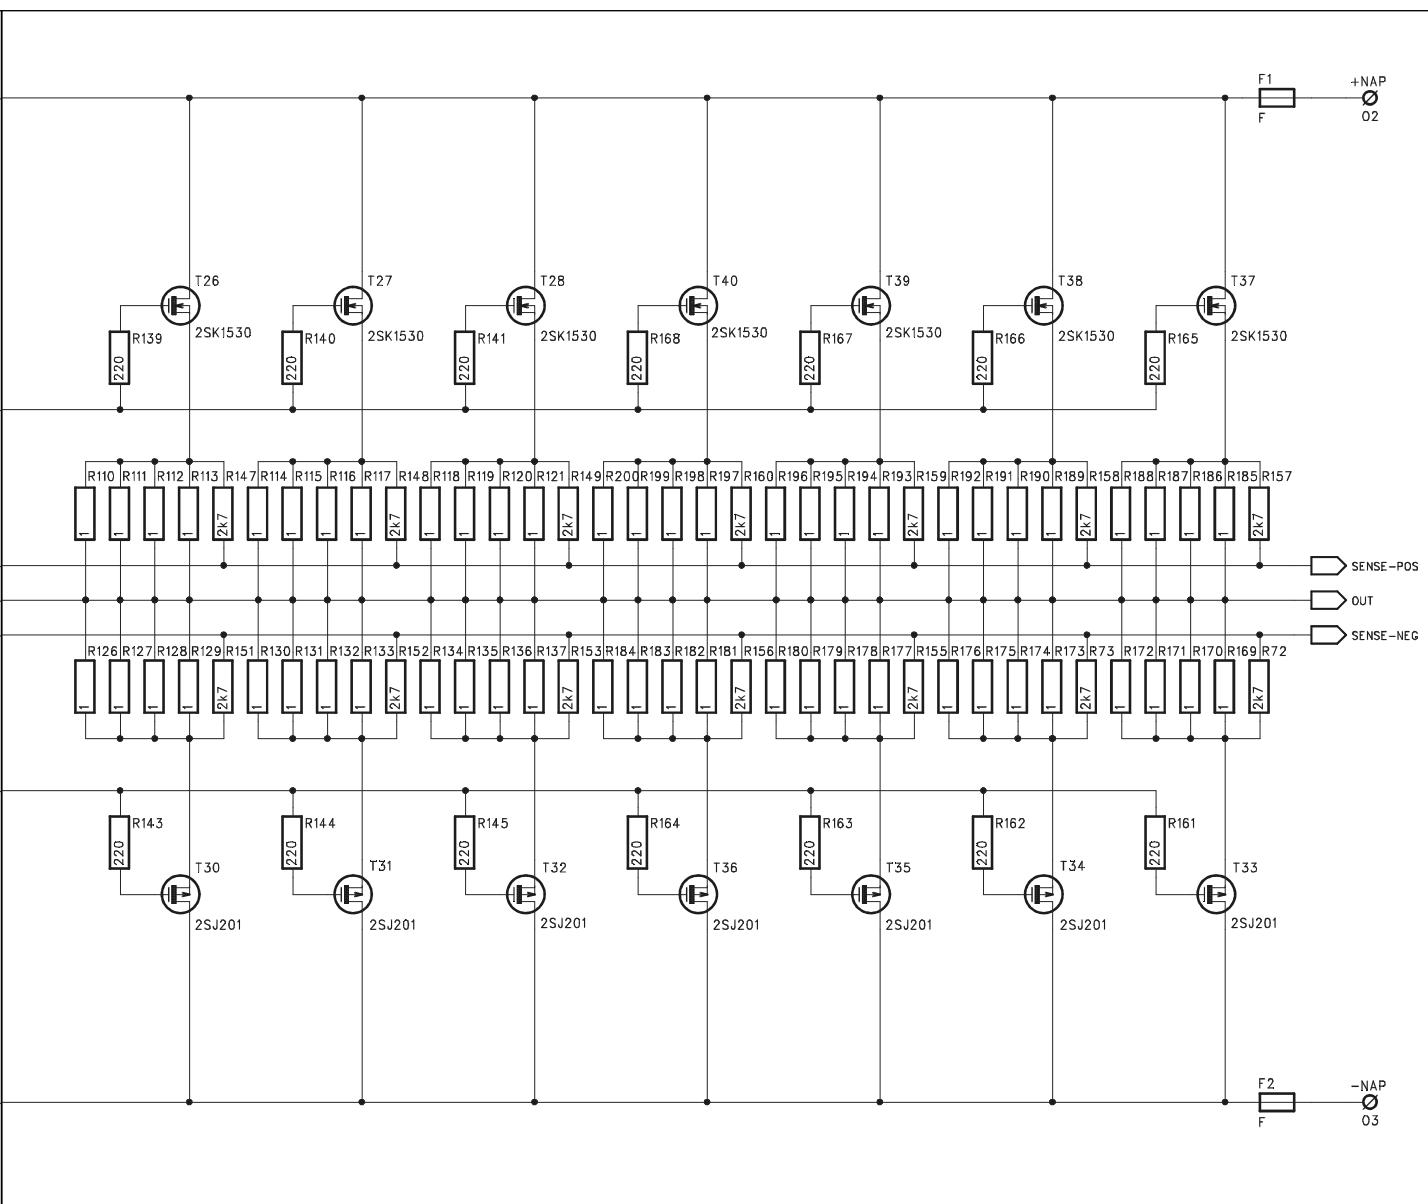 F1 +NAP
F O2
T26 T27 T28 T40 T39 T38 T37
2SK1530 2SK1530 2SK1530 2SK1530 2SK1530 2SK1530 2SK1530
R139 R140 R141 R168 R167 R166 R165
220 220 220 220 220 220 220
R110 R111 R112 R113 R147 R114 R115 R116 R117 R148 R118 R119 R120 R121 R149 R200 R199 R198 R197 R160 R196 R195 R194 R193 R159 R192 R191 R190 R189 R158 R188 R187 R186 R185 R157
1 1 1 1 2k7 1 1 1 1 2k7 1 1 1 1 2k7 1 1 1 1 2k7 1 1 1 1 2k7 1 1 1 1 2k7 1 1 1 1 2k7
SENSE-POS
OUT
SENSE-NEG
R126 R127 R128 R129 R151 R130 R131 R132 R133 R152 R134 R135 R136 R137 R153 R184 R183 R182 R181 R156 R180 R179 R178 R177 R155 R176 R175 R174 R173 R73 R172 R171 R170 R169 R72
1 1 1 1 2k7 1 1 1 1 2k7 1 1 1 1 2k7 1 1 1 1 2k7 1 1 1 1 2k7 1 1 1 1 2k7 1 1 1 1 2k7
R143 R144 R145 R164 R163 R162 R161
220 220 220 220 220 220 220
T30 T31 T32 T36 T35 T34 T33
2SJ201 2SJ201 2SJ201 2SJ201 2SJ201 2SJ201 2SJ201
F2 -NAP
F O3